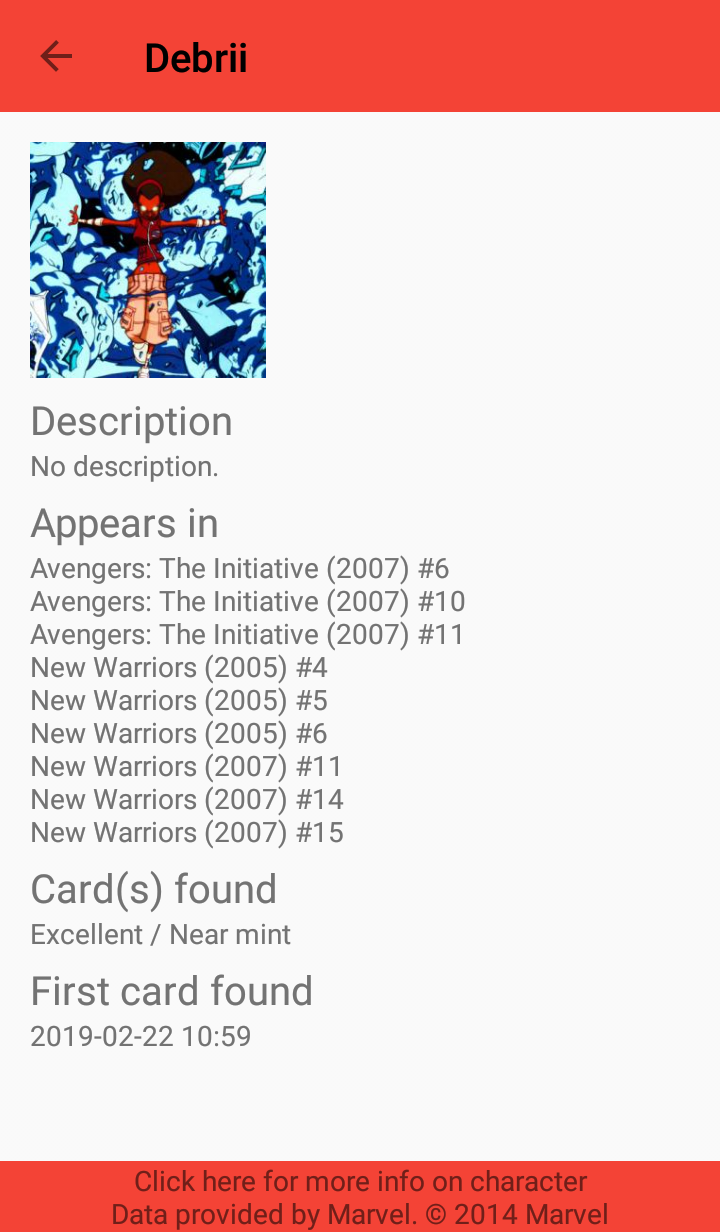 Debrii
Description
No description.
Appears in
Avengers: The Initiative (2007) #6
Avengers: The Initiative (2007) #10
Avengers: The Initiative (2007) #11
New Warriors (2005) #4
New Warriors (2005) #5
New Warriors (2005) #6
New Warriors (2007) #11
New Warriors (2007) #14
New Warriors (2007) #15
Card(s) found
Excellent / Near mint
First card found
2019-02-22 10:59
Click here for more info on character
Data provided by Marvel. © 2014 Marvel